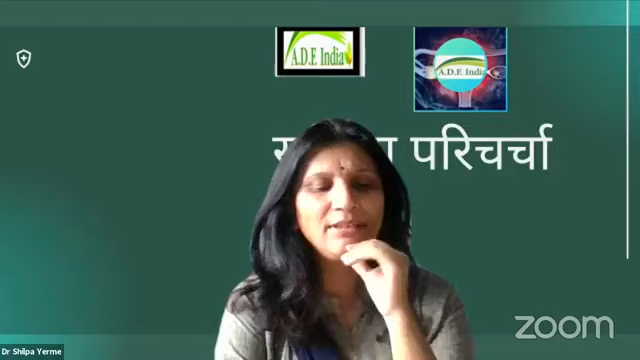 A.D.E India
A.D.E India
परिचर्चा
zoom
Dr Shilpa Yerme